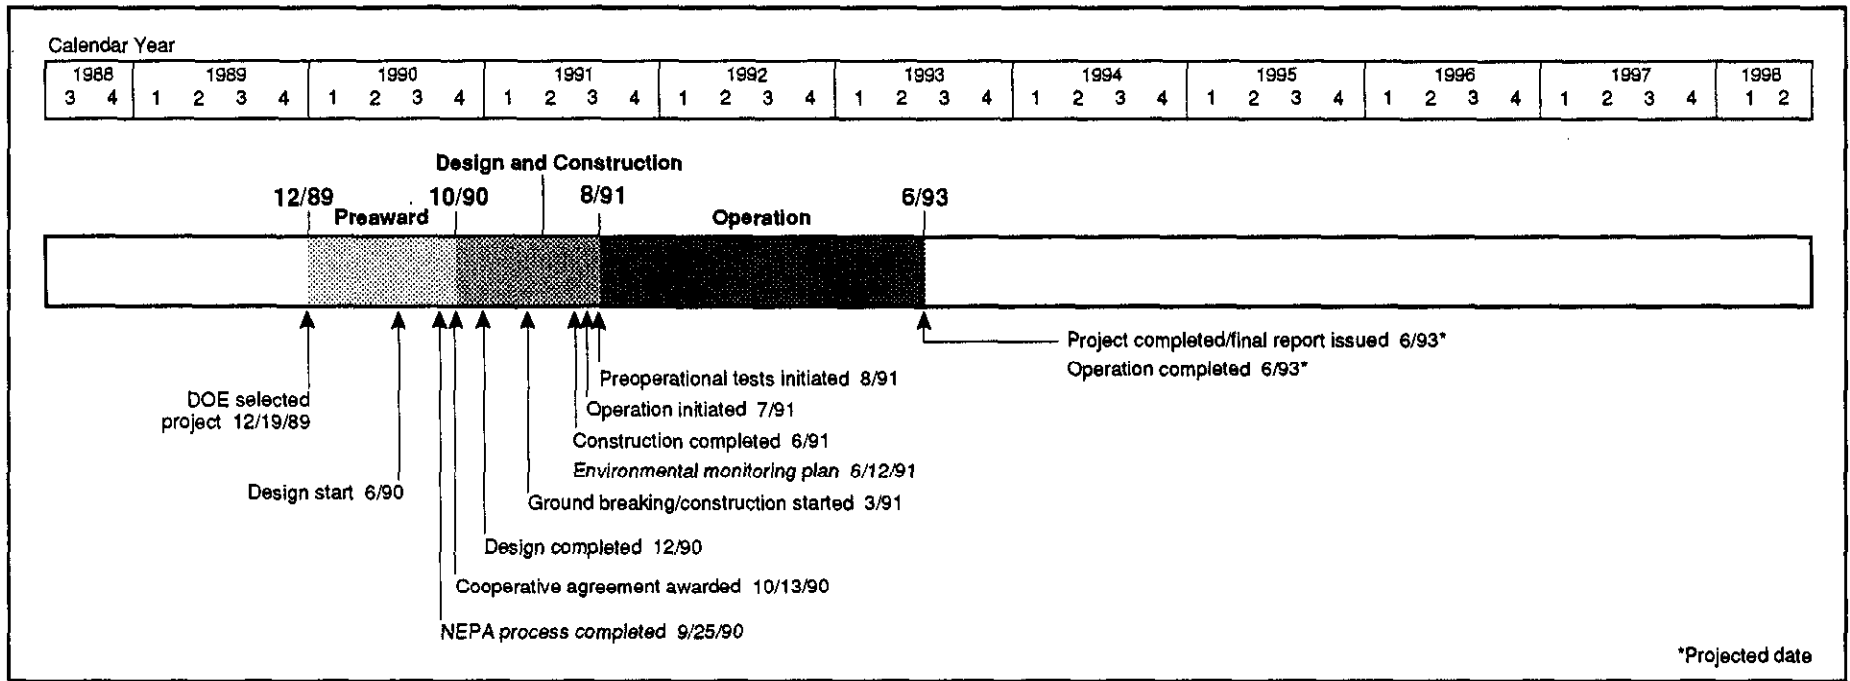 Calendar Year
1988 1989 1990 1991 1992 1993 1994 1995 1996 1997 1998
3 4 1 2 3 4 1 2 3 4 1 2 3 4 1 2 3 4 1 2 3 4 1 2 3 4 1 2 3 4 1 2 3 4 1 2 3 4 1 2
Design and Construction
12/89 10/90 8/91 6/93
Preaward Operation
Project completed/final report issued 6/93*
Operation completed 6/93*
Preoperational tests initiated 8/91
DOE selected
project 12/19/89
Operation initiated 7/91
Construction completed 6/91
Environmental monitoring plan 6/12/91
Design start 6/90
Ground breaking/construction started 3/91
Design completed 12/90
Cooperative agreement awarded 10/13/90
NEPA process completed 9/25/90
*Projected date